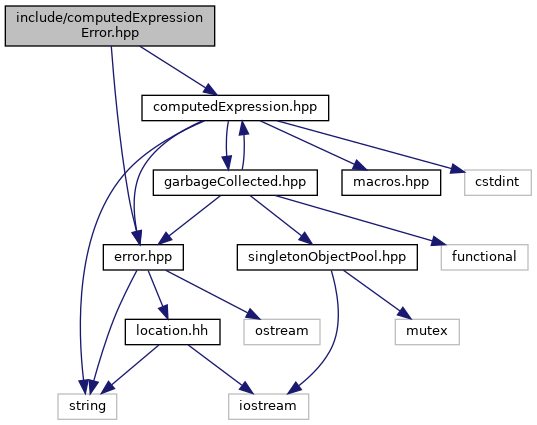 include/computedExpression
Error.hpp
computedExpression.hpp
garbageCollected.hpp
macros.hpp
cstdint
error.hpp
singletonObjectPool.hpp
functional
location.hh
ostream
mutex
string
iostream